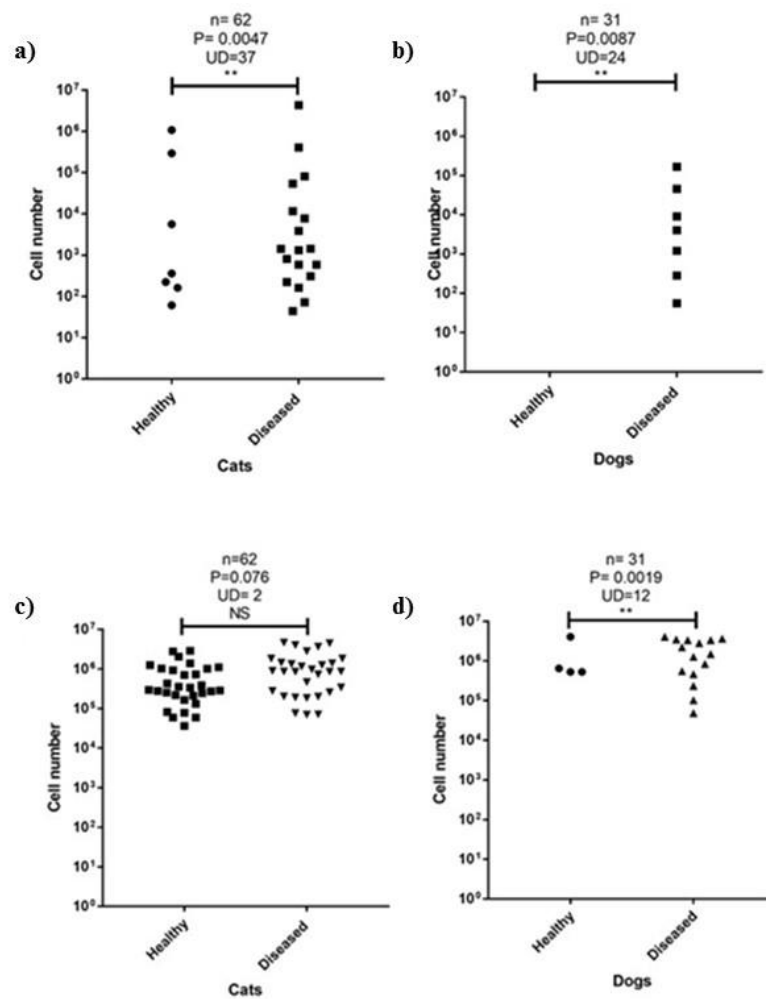 a)
n= 62
P= 0.0047
UD=37
**
Cell number
10⁷
10⁶
10⁵
10⁴
10³
10²
10¹
10⁰
Healthy
Diseased
Cats
b)
n= 31
P=0.0087
UD=24
**
Cell number
10⁷
10⁶
10⁵
10⁴
10³
10²
10¹
10⁰
Healthy
Diseased
Dogs
c)
n=62
P=0.076
UD= 2
NS
Cell number
10⁷
10⁶
10⁵
10⁴
10³
10²
10¹
10⁰
Healthy
Diseased
Cats
d)
n= 31
P= 0.0019
UD=12
**
Cell number
10⁷
10⁶
10⁵
10⁴
10³
10²
10¹
10⁰
Healthy
Diseased
Dogs